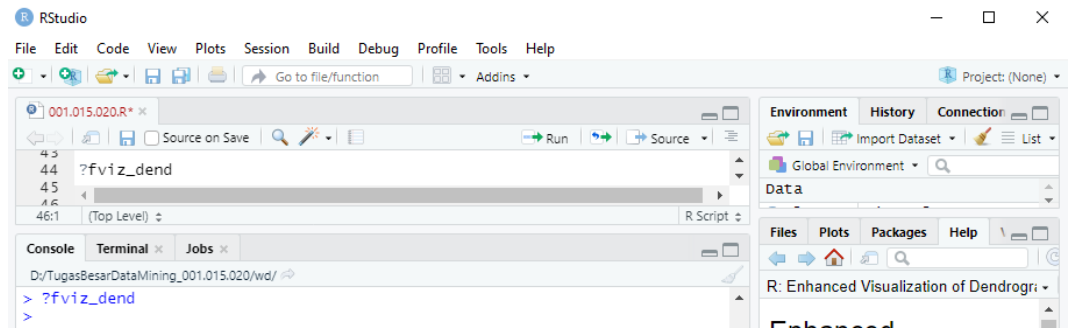 RStudio
File Edit Code View Plots Session Build Debug Profile Tools Help
Go to file/function Addins Project: (None)
001.015.020.R*
Source on Save Run Source
43
44 ?fviz_dend
45
46
46:1 (Top Level) R Script
Console Terminal Jobs
D:/TugasBesarDataMining_001.015.020/wd/
> ?fviz_dend
>
Environment History Connection
Import Dataset List
Global Environment
Data
Files Plots Packages Help
R: Enhanced Visualization of Dendrogra
Enhanced